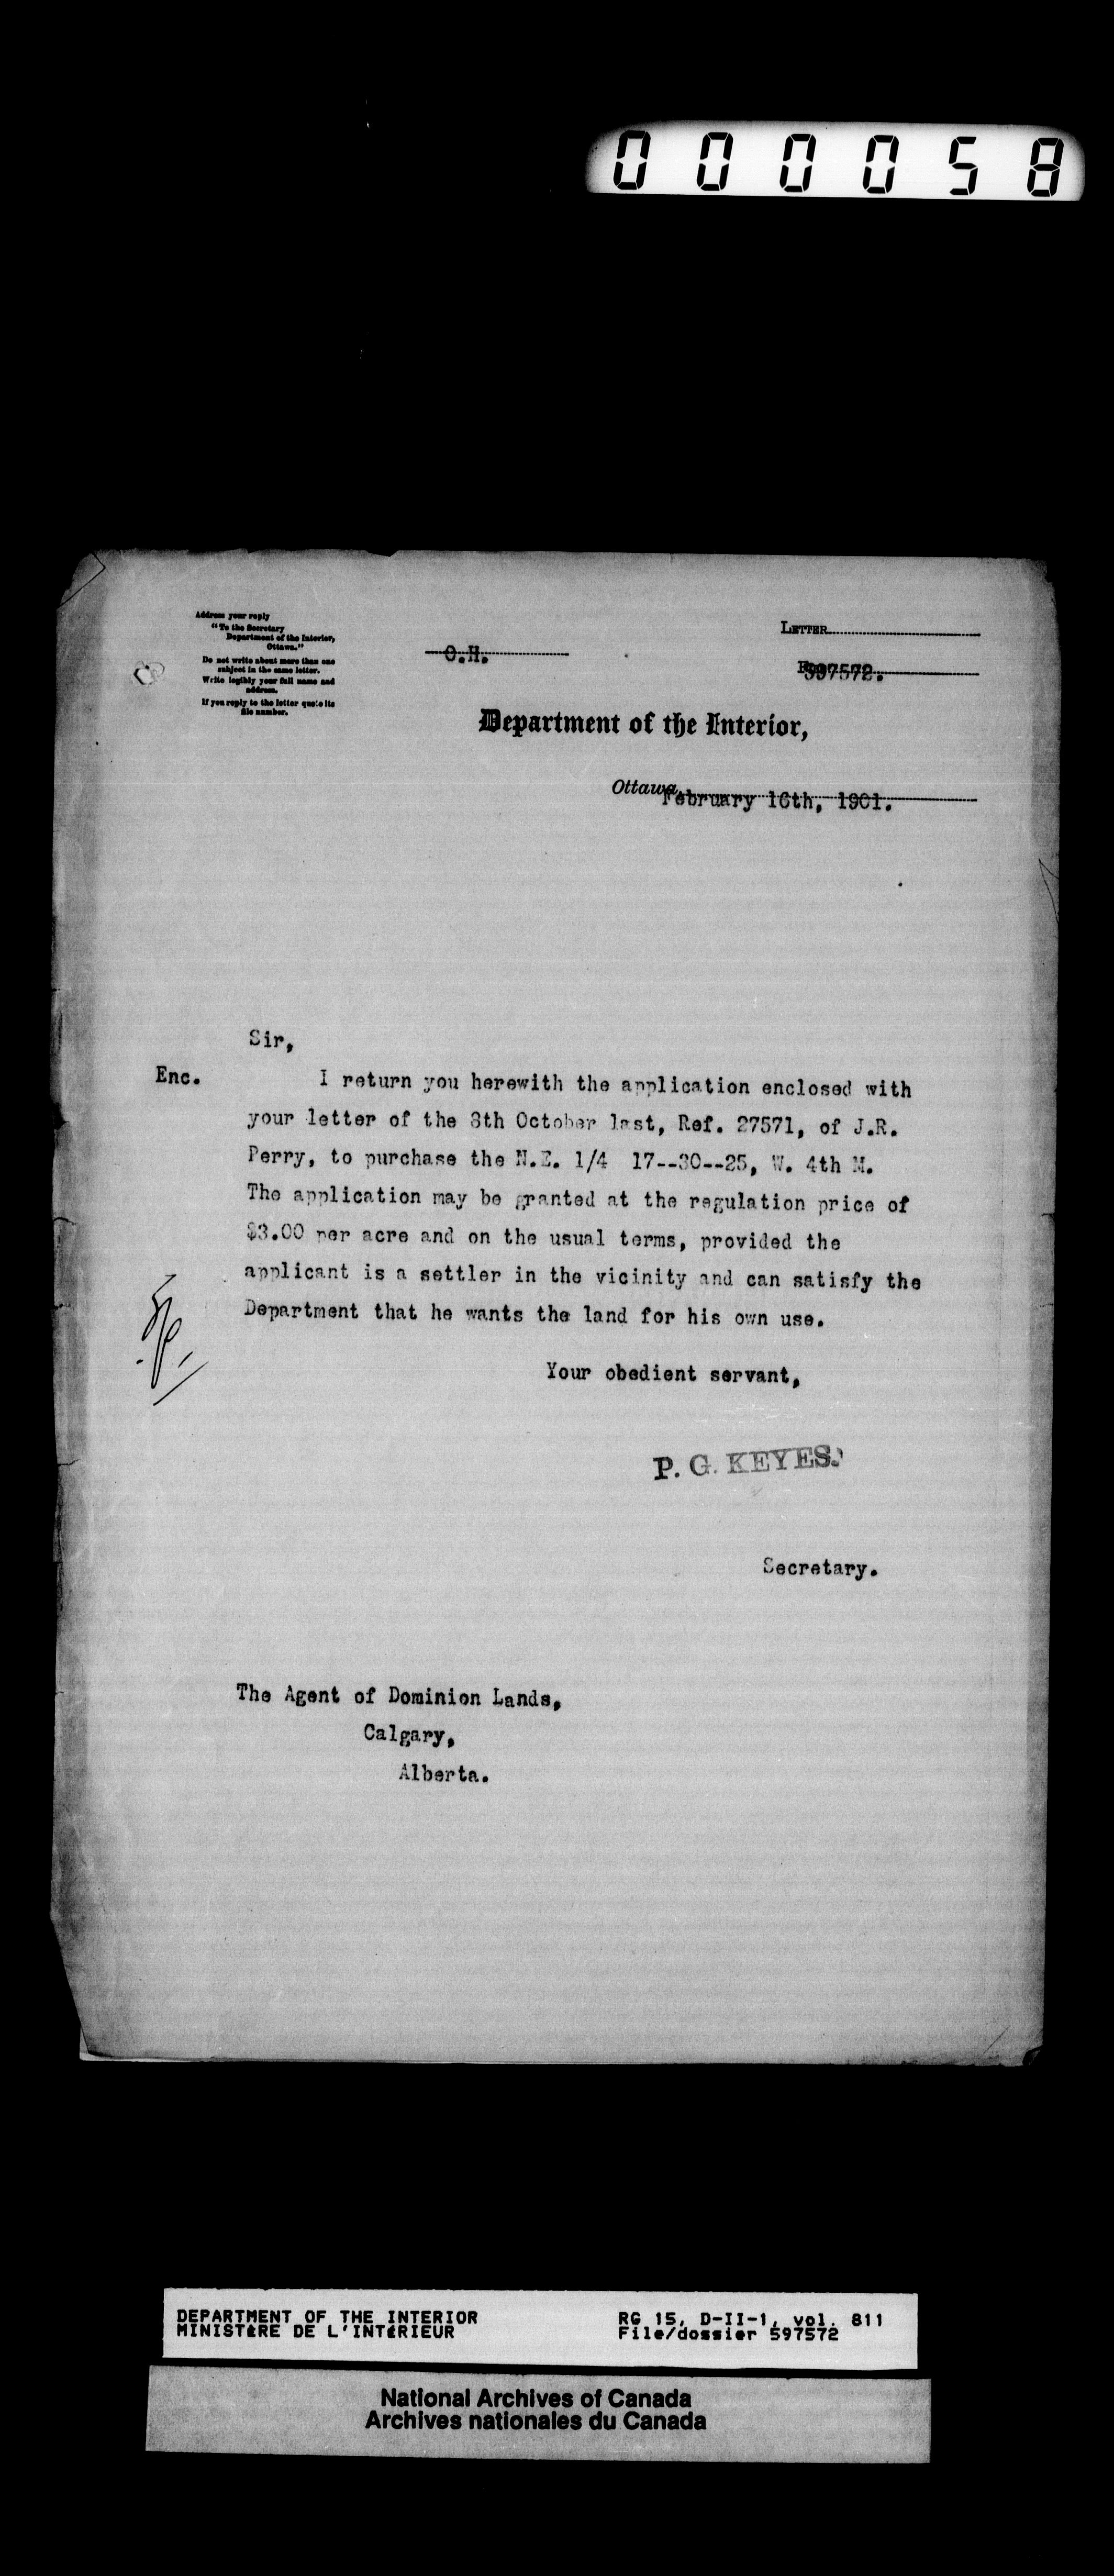 000058
Address your reply
"To the Secretary
Department of the Interior,
Ottawa."
Do not write about more than one
subject in the same letter.
Write legibly your full name and
address.
If you reply to the letter quote its
file number.
O.H.
LETTER
597572.
Department of the Interior,
Ottawa, February 16th, 1901.
Sir,
Enc. I return you herewith the application enclosed with
your letter of the 8th October last, Ref. 27571, of J.R.
Perry, to purchase the N.E. 1/4 17--30--25, W. 4th M.
The application may be granted at the regulation price of
$3.00 per acre and on the usual terms, provided the
applicant is a settler in the vicinity and can satisfy the
Department that he wants the land for his own use.
Your obedient servant,
P. G. KEYES.
Secretary.
The Agent of Dominion Lands,
Calgary,
Alberta.
DEPARTMENT OF THE INTERIOR RG 15, D-II-1, vol. 811
MINISTÈRE DE L'INTÉRIEUR File/dossier 597572
National Archives of Canada
Archives nationales du Canada